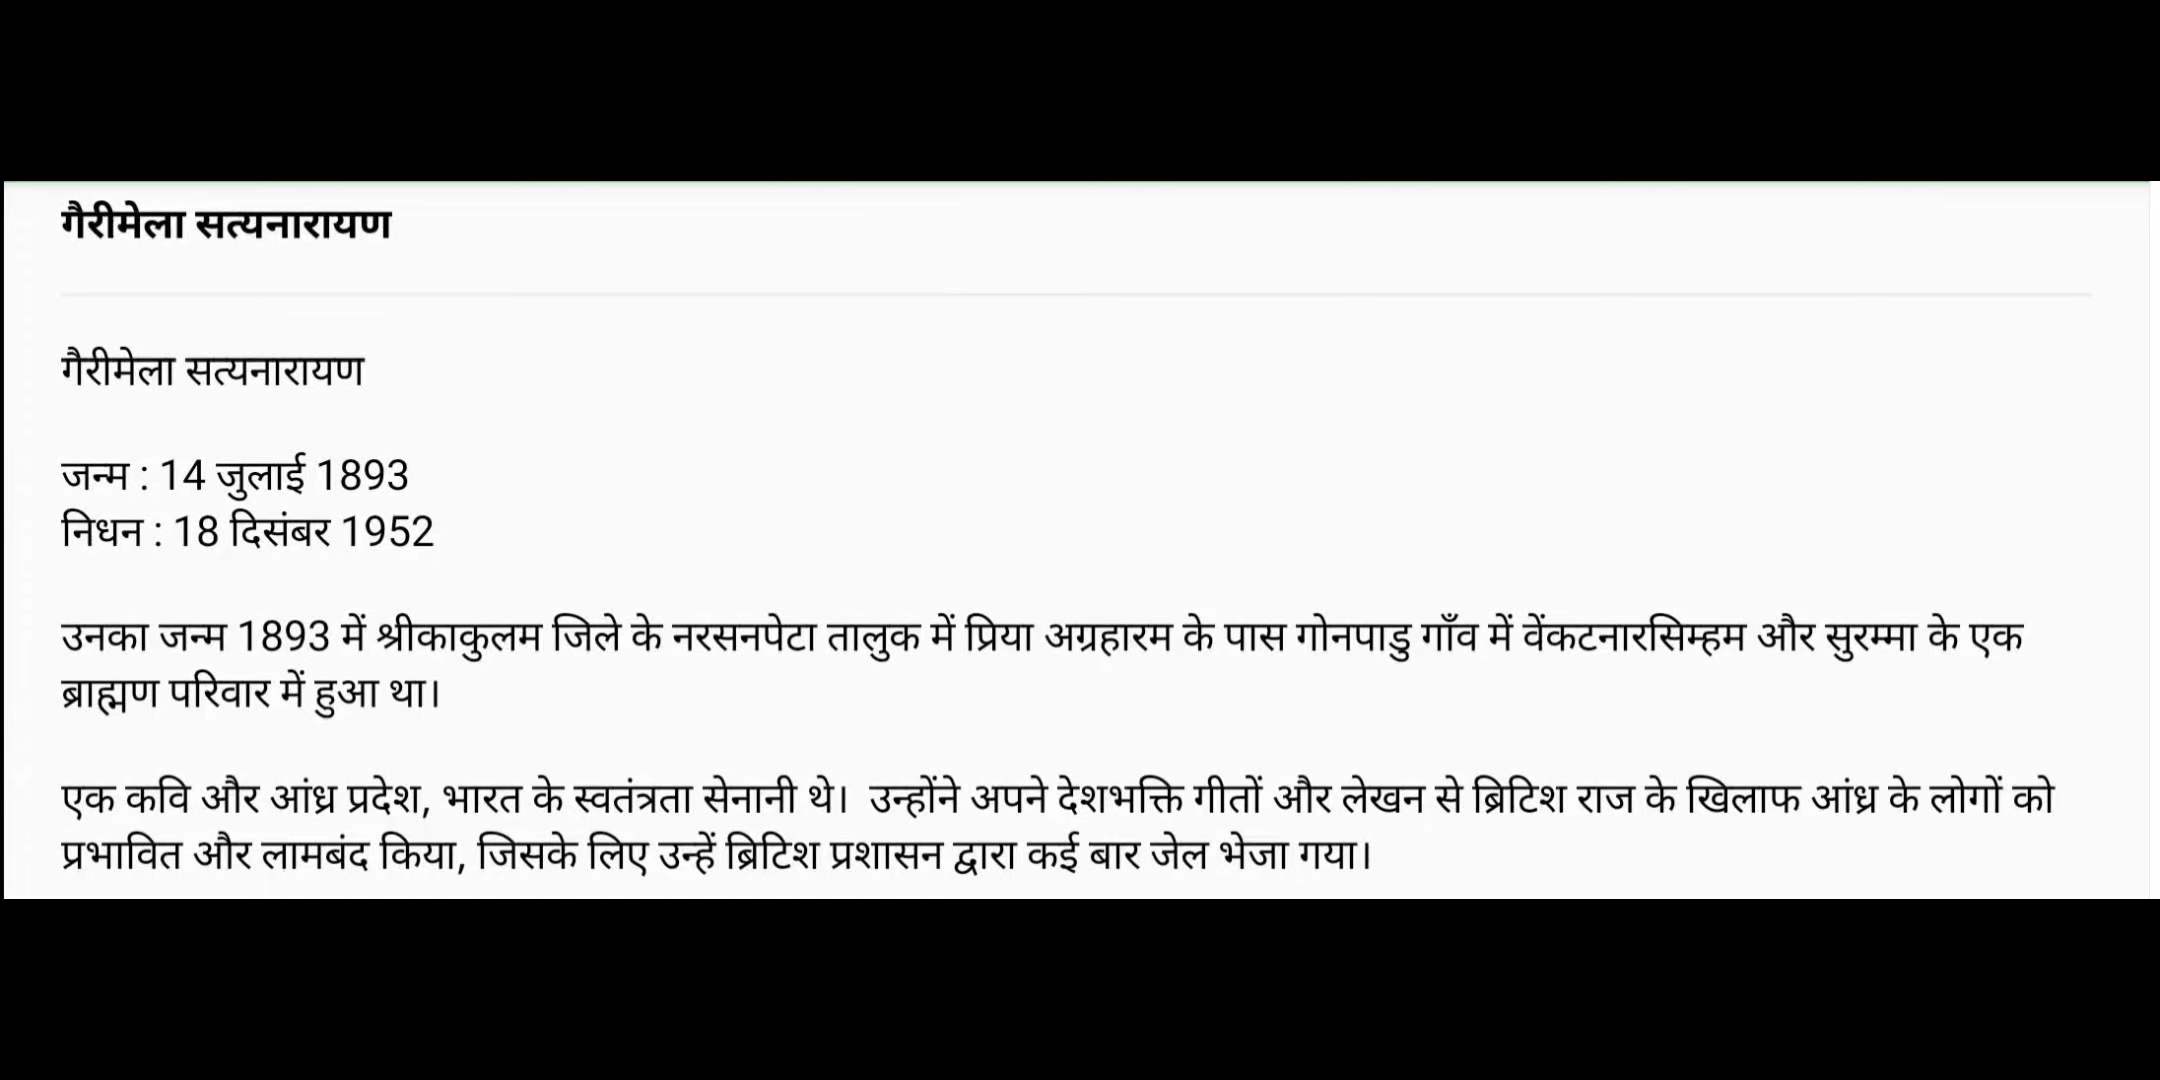 गैरीमेला सत्यनारायण
गैरीमेला सत्यनारायण
जन्म : 14 जुलाई 1893
निधन : 18 दिसंबर 1952
उनका जन्म 1893 में श्रीकाकुलम जिले के नरसनपेटा तालुक में प्रिया अग्रहारम के पास गोनपाडु गाँव में वेंकटनारसिम्हम और सुरम्मा के एक
ब्राह्मण परिवार में हुआ था।
एक कवि और आंध्र प्रदेश, भारत के स्वतंत्रता सेनानी थे।  उन्होंने अपने देशभक्ति गीतों और लेखन से ब्रिटिश राज के खिलाफ आंध्र के लोगों को
प्रभावित और लामबंद किया, जिसके लिए उन्हें ब्रिटिश प्रशासन द्वारा कई बार जेल भेजा गया।